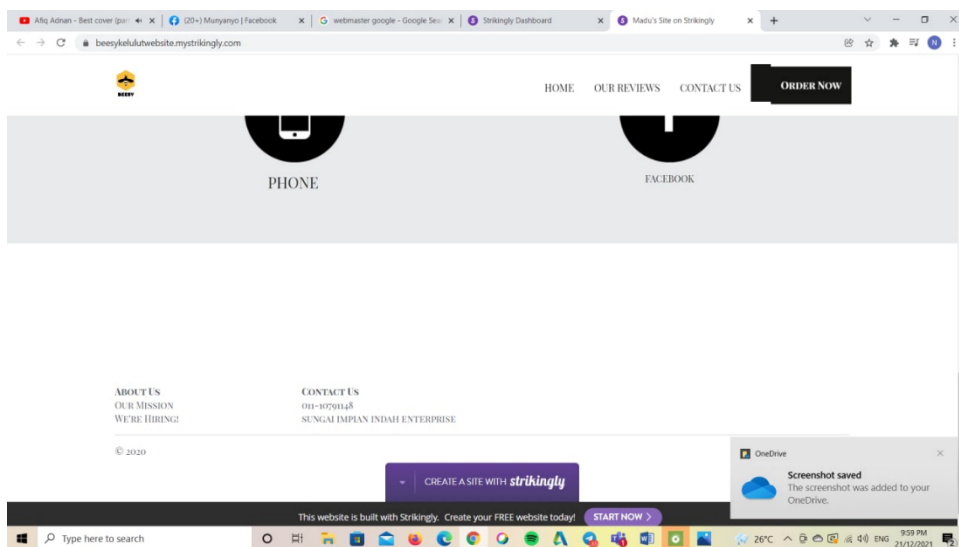 Afiq Adnan - Best cover (par
(20+) Munyanyo | Facebook
webmaster google - Google Sea
Strikingly Dashboard
Madu's Site on Strikingly
beesykelulutwebsite.mystrikingly.com
N
BEESY
HOME OUR REVIEWS CONTACT US ORDER NOW
PHONE
FACEBOOK
ABOUT US
OUR MISSION
WE'RE HIRING!
CONTACT US
011-10791148
SUNGAI IMPIAN INDAH ENTERPRISE
© 2020
CREATE A SITE WITH strikingly
This website is built with Strikingly. Create your FREE website today! START NOW >
OneDrive
Screenshot saved
The screenshot was added to your
OneDrive.
Type here to search
26°C
ENG
9:59 PM
21/12/2021
2